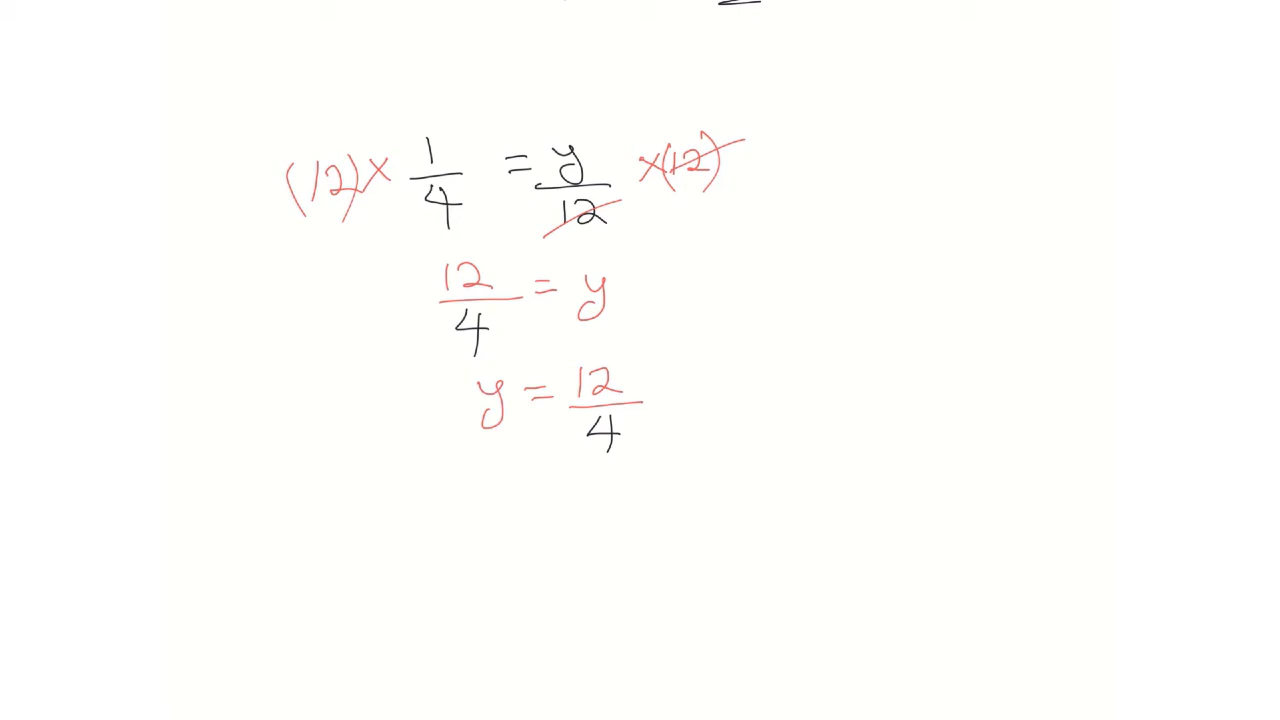 (12) × 1/4 = y/12 ×(12)
12/4 = y
y = 12/4